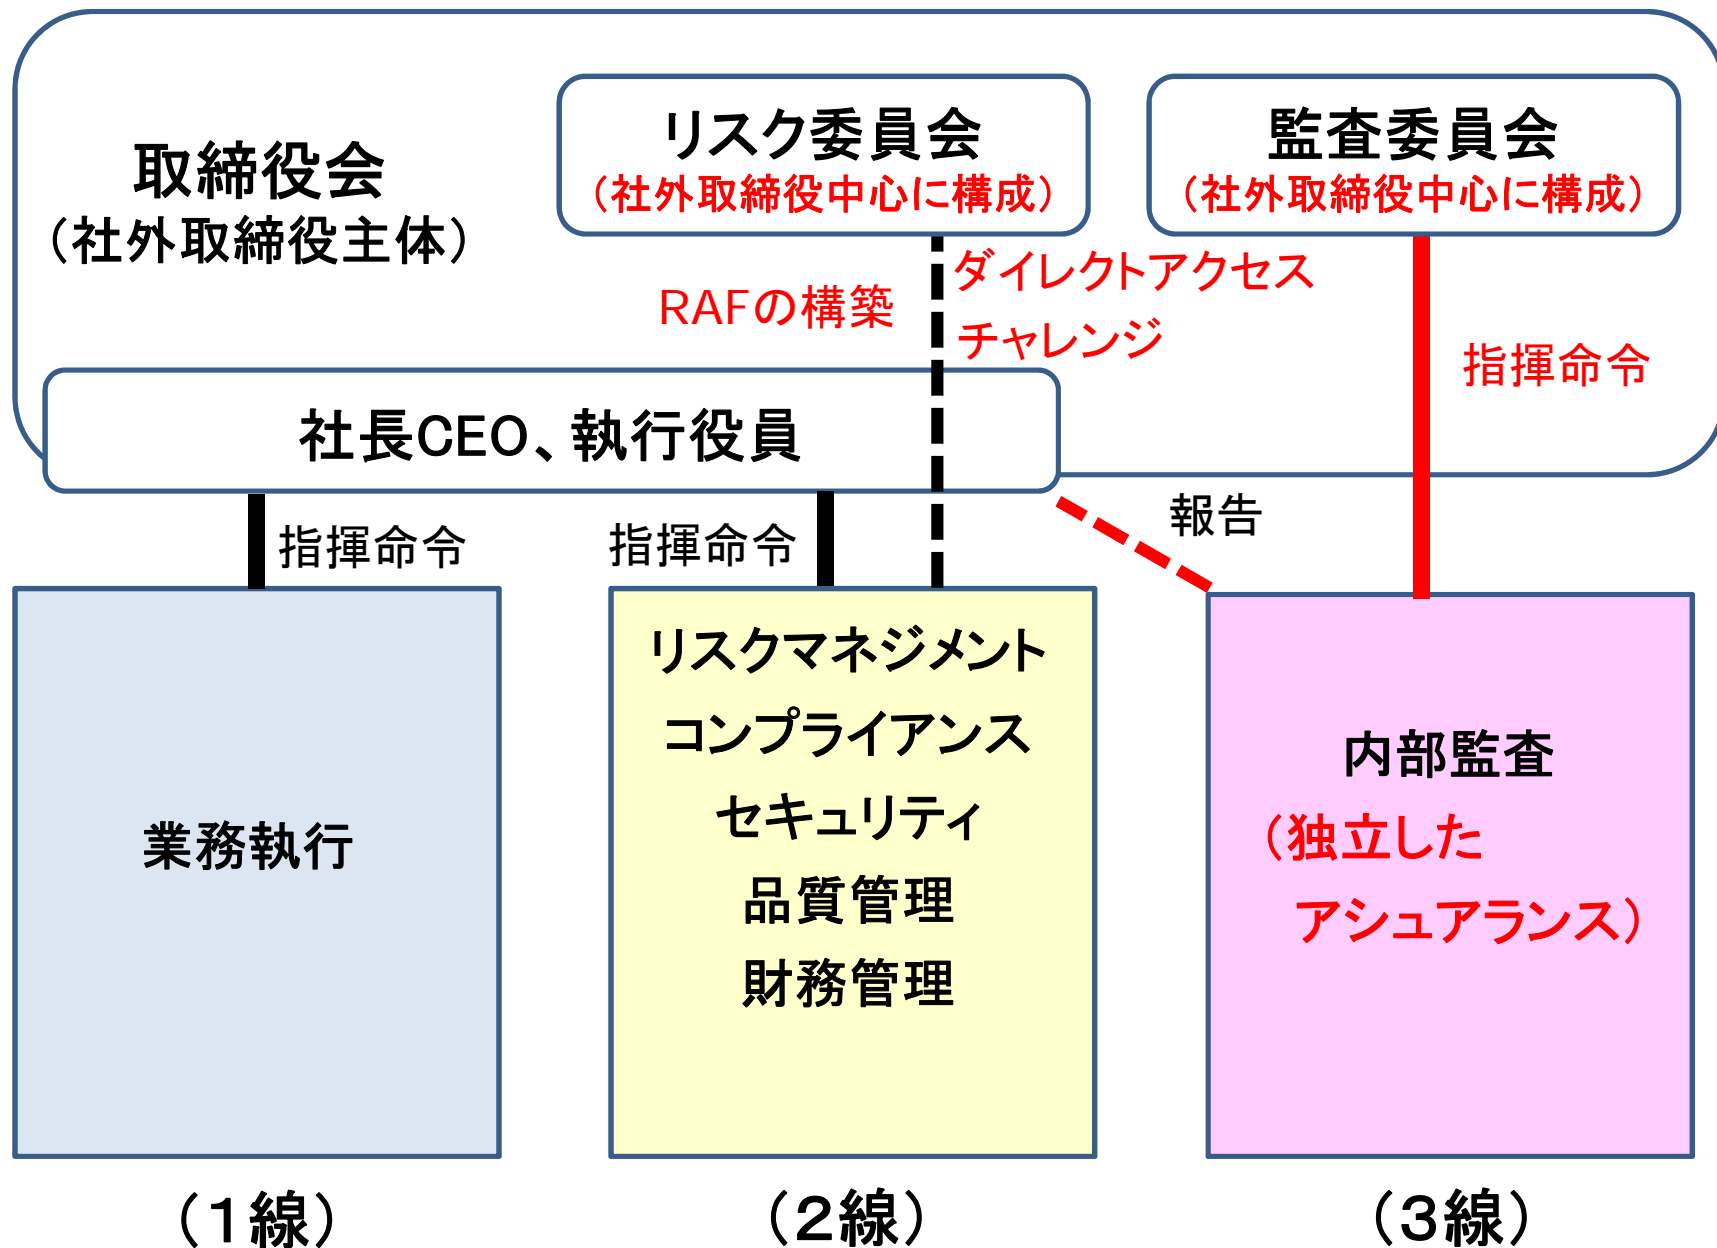 取締役会
（社外取締役主体）
リスク委員会
（社外取締役中心に構成）
監査委員会
（社外取締役中心に構成）
RAFの構築
ダイレクトアクセス
チャレンジ
指揮命令
社長CEO、執行役員
指揮命令
指揮命令
報告
業務執行
リスクマネジメント
コンプライアンス
セキュリティ
品質管理
財務管理
内部監査
（独立した
アシュアランス）
（１線）
（２線）
（３線）